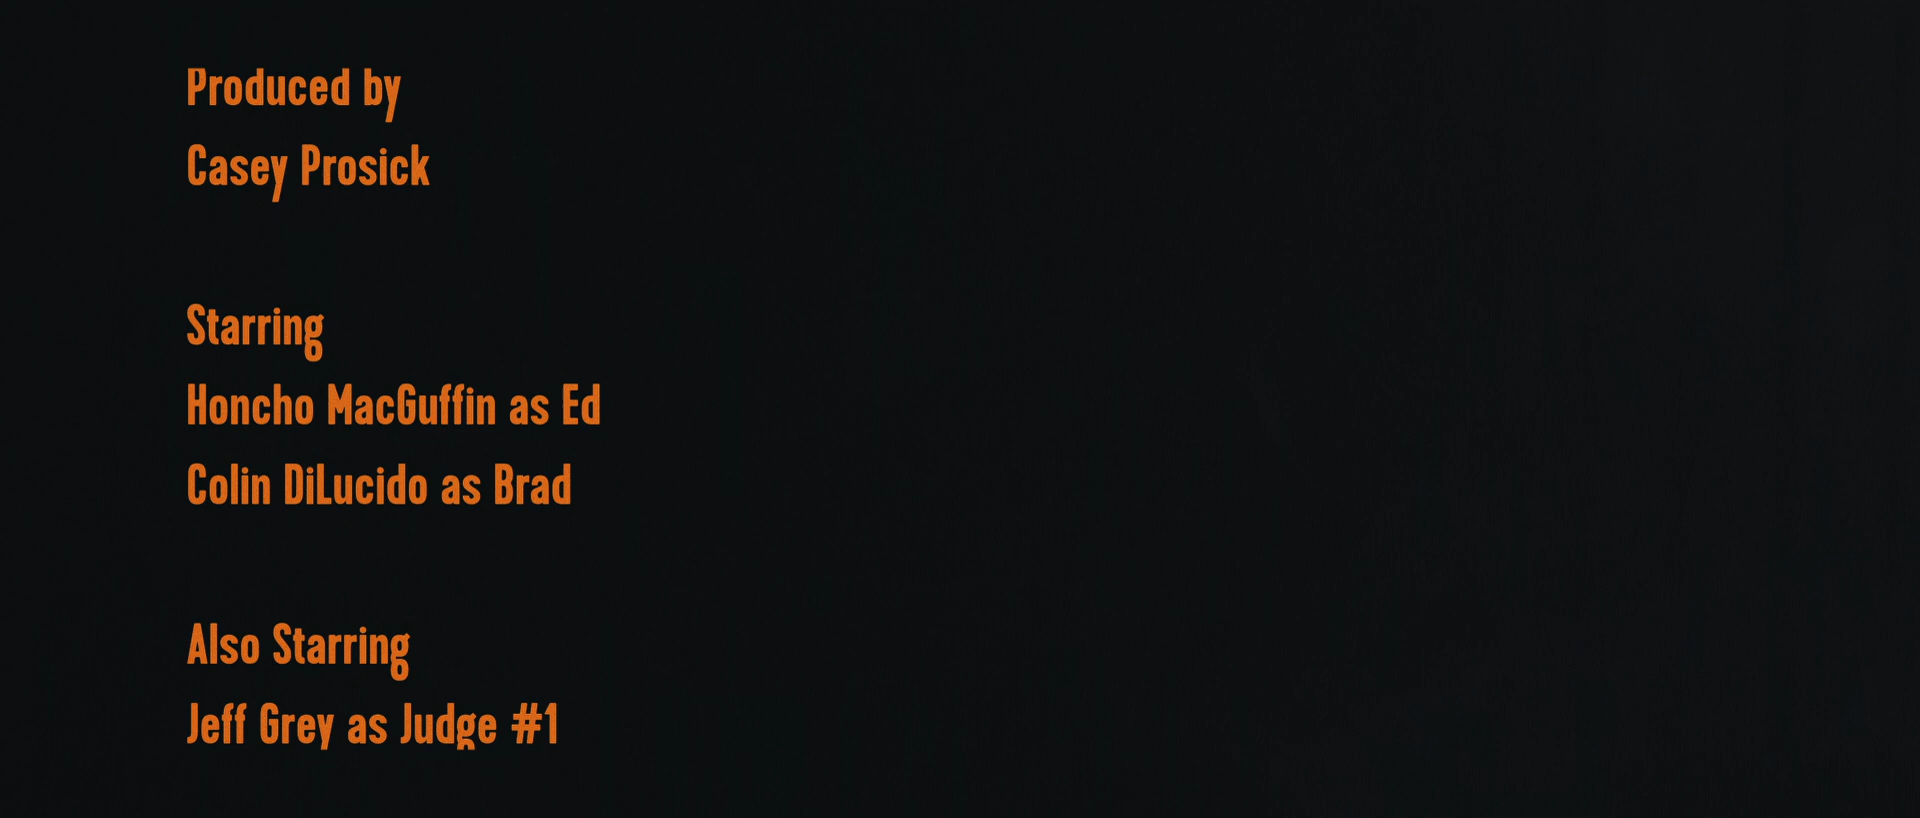 Produced by
Casey Prosick
Starring
Honcho MacGuffin as Ed
Colin DiLucido as Brad
Also Starring
Jeff Grey as Judge #1